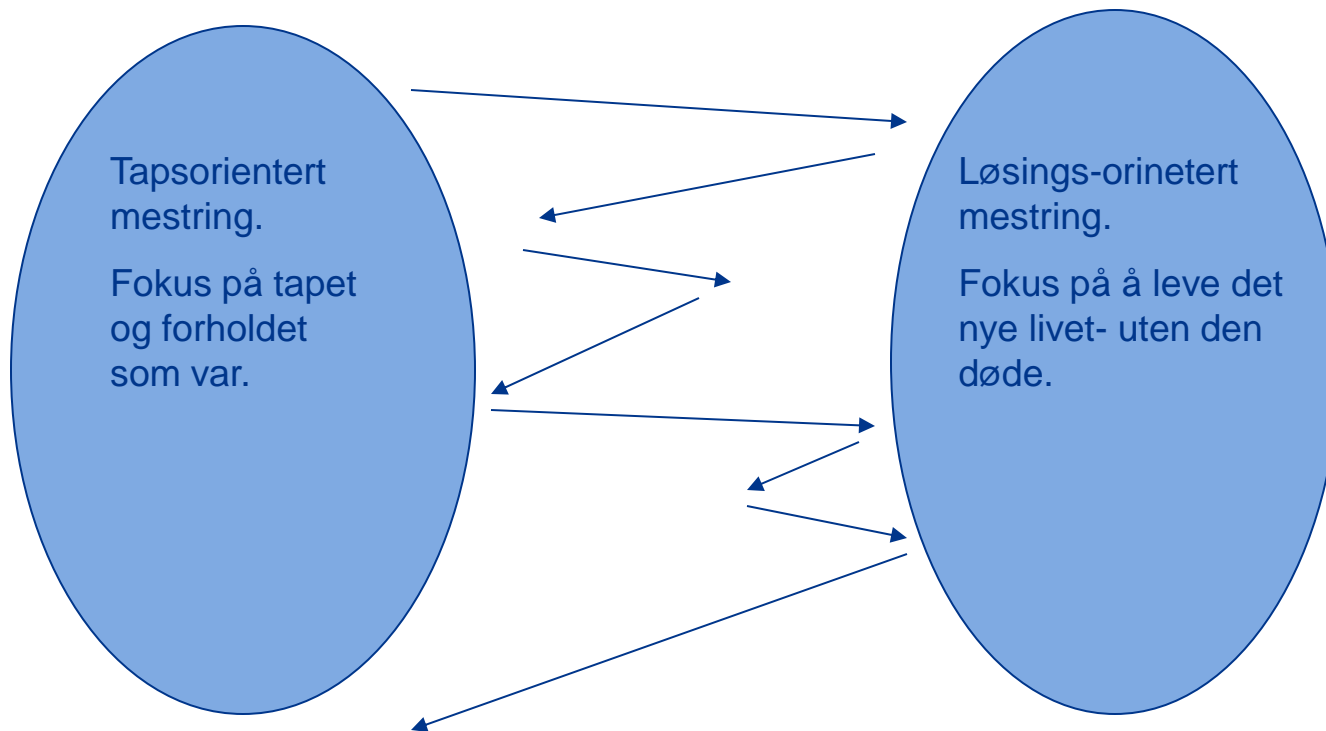 Tapsorientert
mestring.
Fokus på tapet
og forholdet
som var.
Løsings-orinetert
mestring.
Fokus på å leve det
nye livet- uten den
døde.